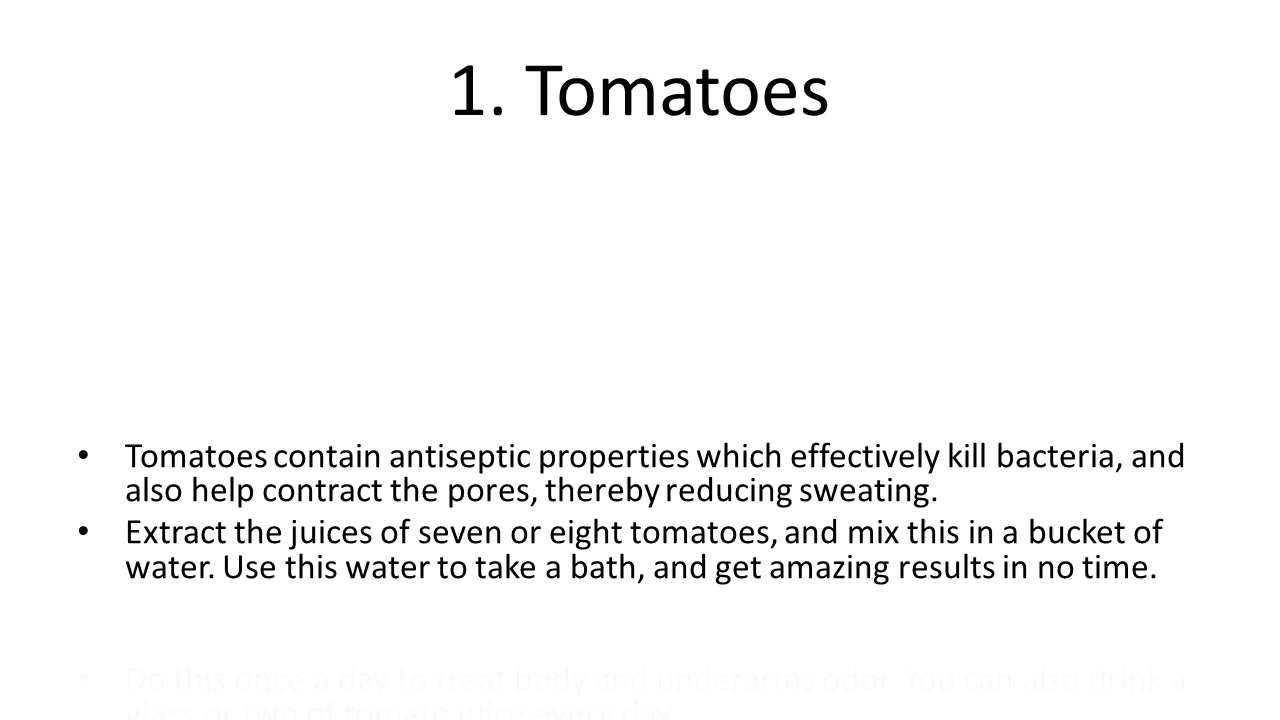 1. Tomatoes
• Tomatoes contain antiseptic properties which effectively kill bacteria, and
also help contract the pores, thereby reducing sweating.
• Extract the juices of seven or eight tomatoes, and mix this in a bucket of
water. Use this water to take a bath, and get amazing results in no time.
• Do this once a day to treat body and underarms odor. You can also drink a
glass or two of tomato juice every day.